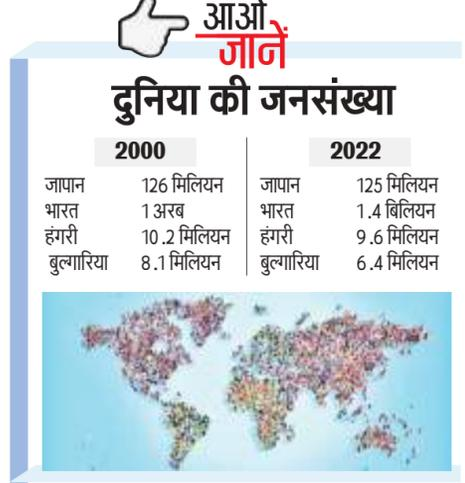 आओ
जानें
दुनिया की जनसंख्या
2000
जापान 126 मिलियन
भारत 1 अरब
हंगरी 10.2 मिलियन
बुल्गारिया 8.1 मिलियन
2022
जापान 125 मिलियन
भारत 1.4 बिलियन
हंगरी 9.6 मिलियन
बुल्गारिया 6.4 मिलियन